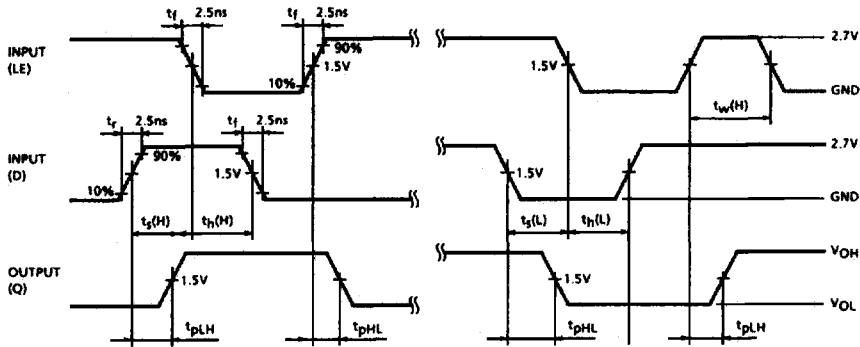 tf 2.5ns tf 2.5ns
INPUT (LE)
90%
1.5V
10%
1.5V
2.7V
GND
tw(H)
tr 2.5ns tf 2.5ns
INPUT (D)
90%
1.5V
10%
1.5V
2.7V
GND
ts(H) th(H)
ts(L) th(L)
OUTPUT (Q)
1.5V
1.5V
VOH
VOL
tpLH
tpHL
tpHL
tpLH